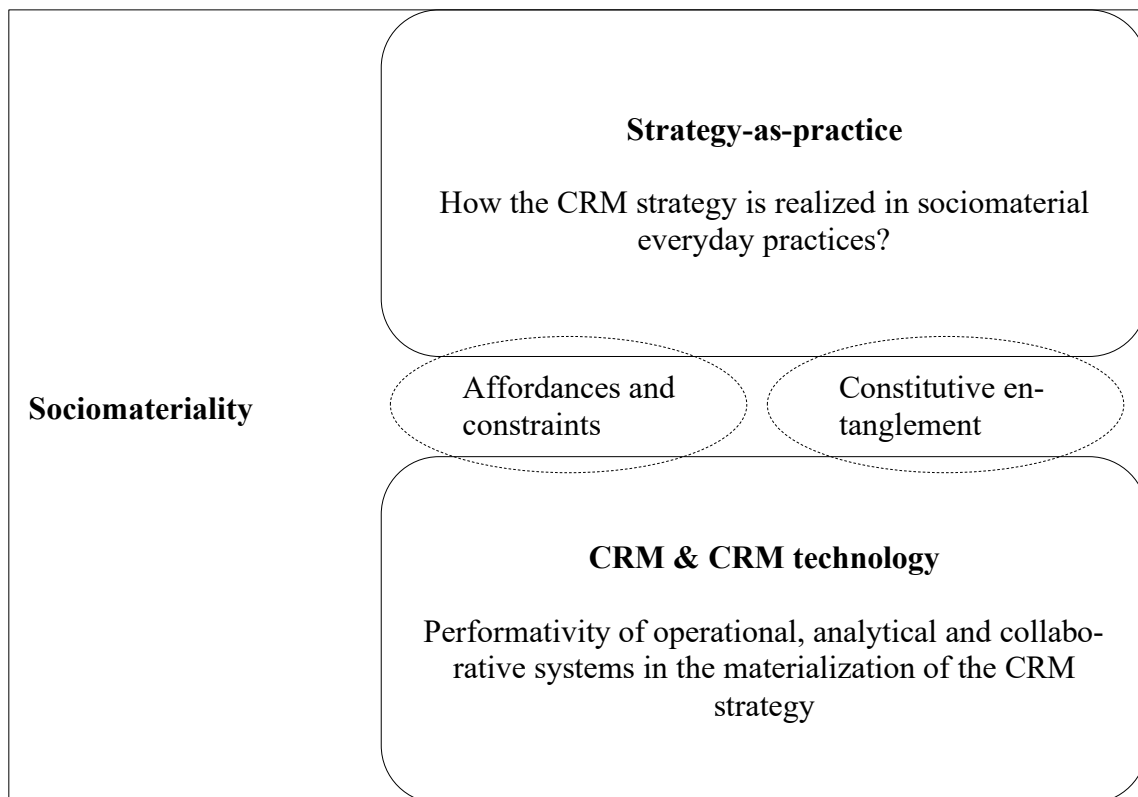 Strategy-as-practice
How the CRM strategy is realized in sociomaterial
everyday practices?
Sociomateriality
Affordances and
constraints
Constitutive en-
tanglement
CRM & CRM technology
Performativity of operational, analytical and collabo-
rative systems in the materialization of the CRM
strategy